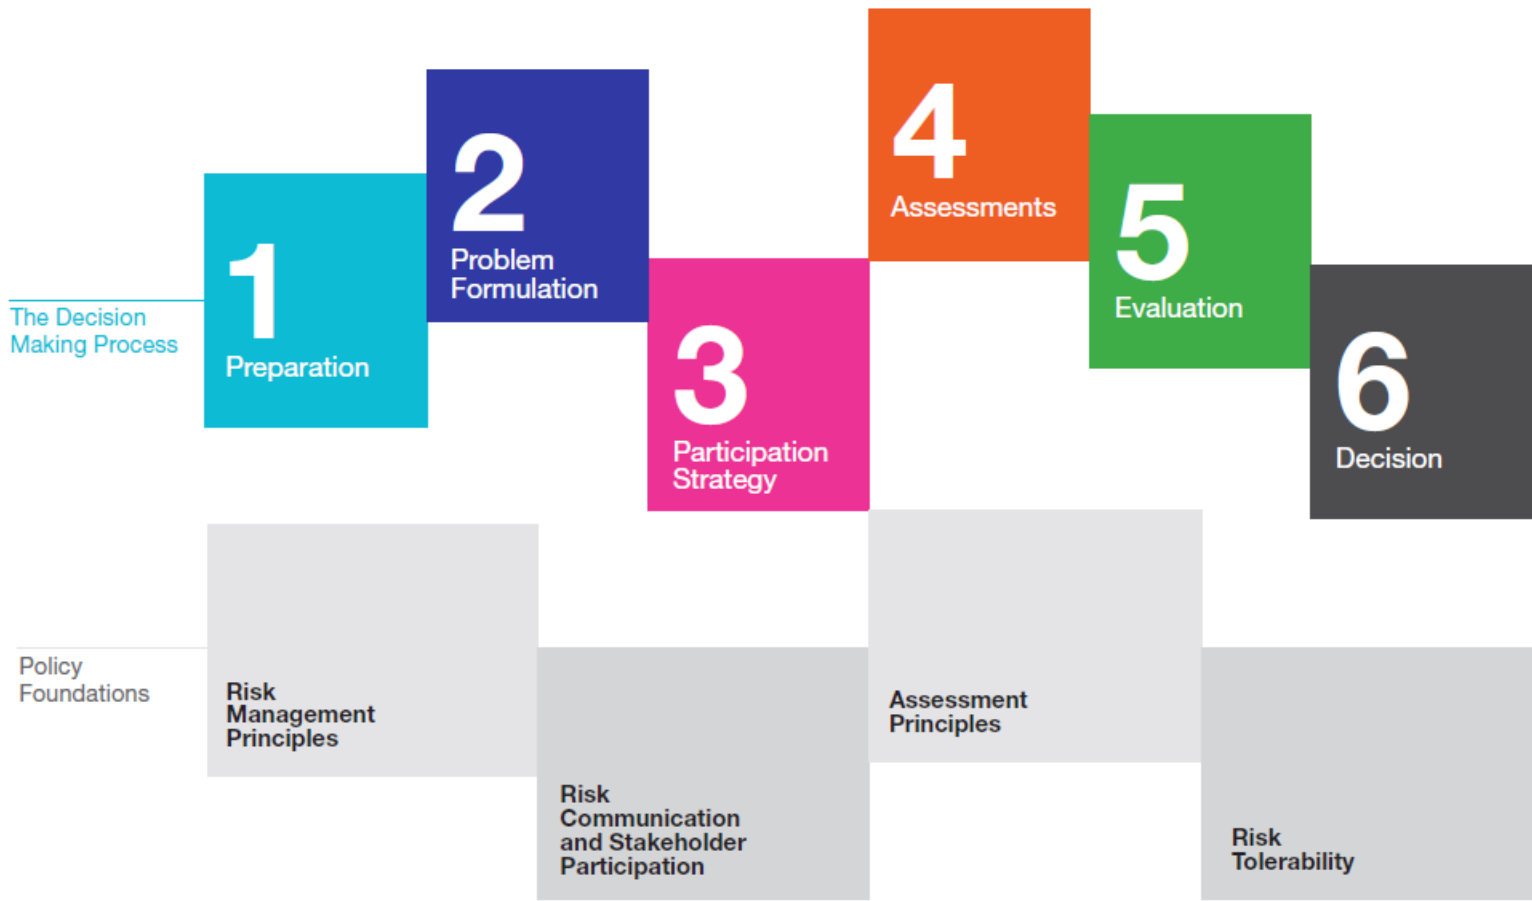 The Decision
Making Process
1
Preparation
2
Problem
Formulation
3
Participation
Strategy
4
Assessments
5
Evaluation
6
Decision
Policy
Foundations
Risk
Management
Principles
Risk
Communication
and Stakeholder
Participation
Assessment
Principles
Risk
Tolerability